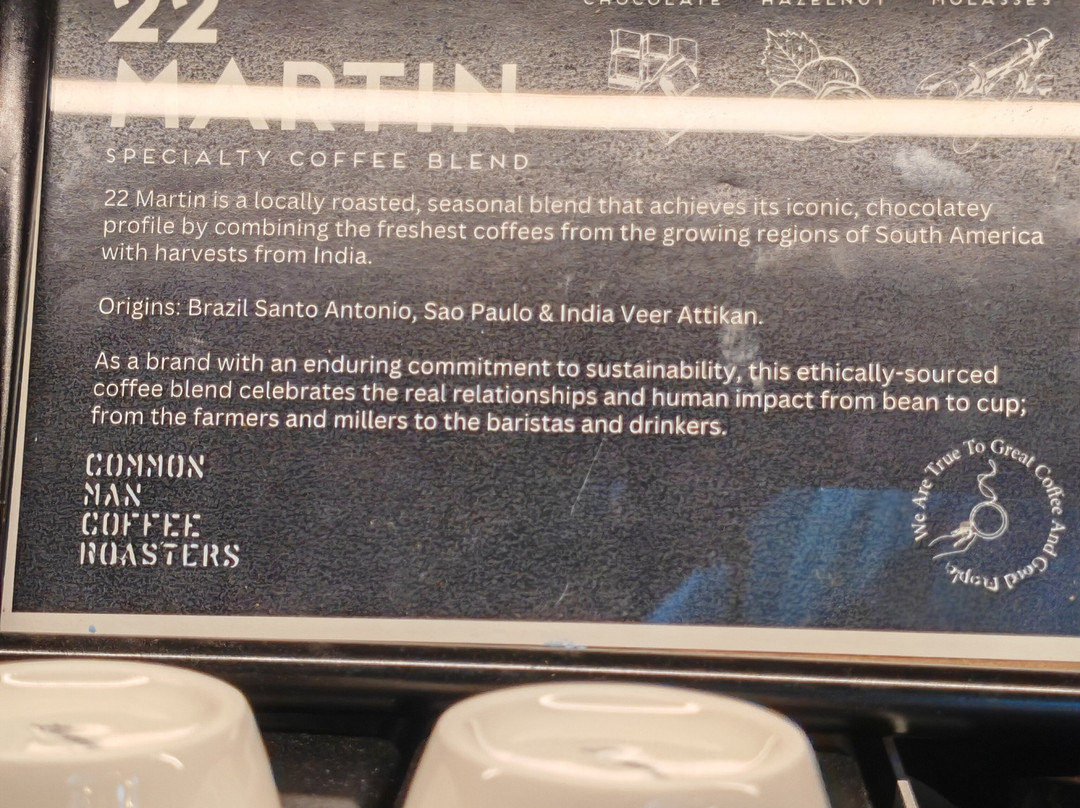 CHOCOLATE HAZELNUT MOLASSES
22
MARTIN
SPECIALTY COFFEE BLEND
22 Martin is a locally roasted, seasonal blend that achieves its iconic, chocolatey
profile by combining the freshest coffees from the growing regions of South America
with harvests from India.
Origins: Brazil Santo Antonio, Sao Paulo & India Veer Attikan.
As a brand with an enduring commitment to sustainability, this ethically-sourced
coffee blend celebrates the real relationships and human impact from bean to cup;
from the farmers and millers to the baristas and drinkers.
COMMON
MAN
COFFEE
ROASTERS
We Are True To Great Coffee And Good People